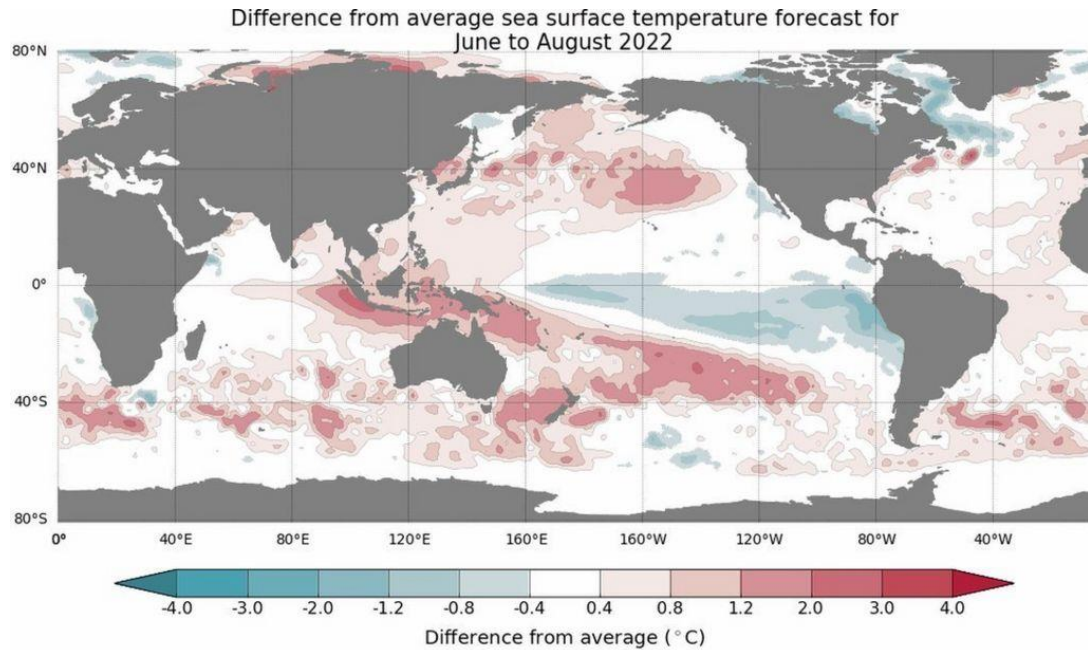 Difference from average sea surface temperature forecast for
June to August 2022
80°N
40°N
0°
40°S
80°S
0° 40°E 80°E 120°E 160°E 160°W 120°W 80°W 40°W
-4.0 -3.0 -2.0 -1.2 -0.8 -0.4 0.4 0.8 1.2 2.0 3.0 4.0
Difference from average (°C)